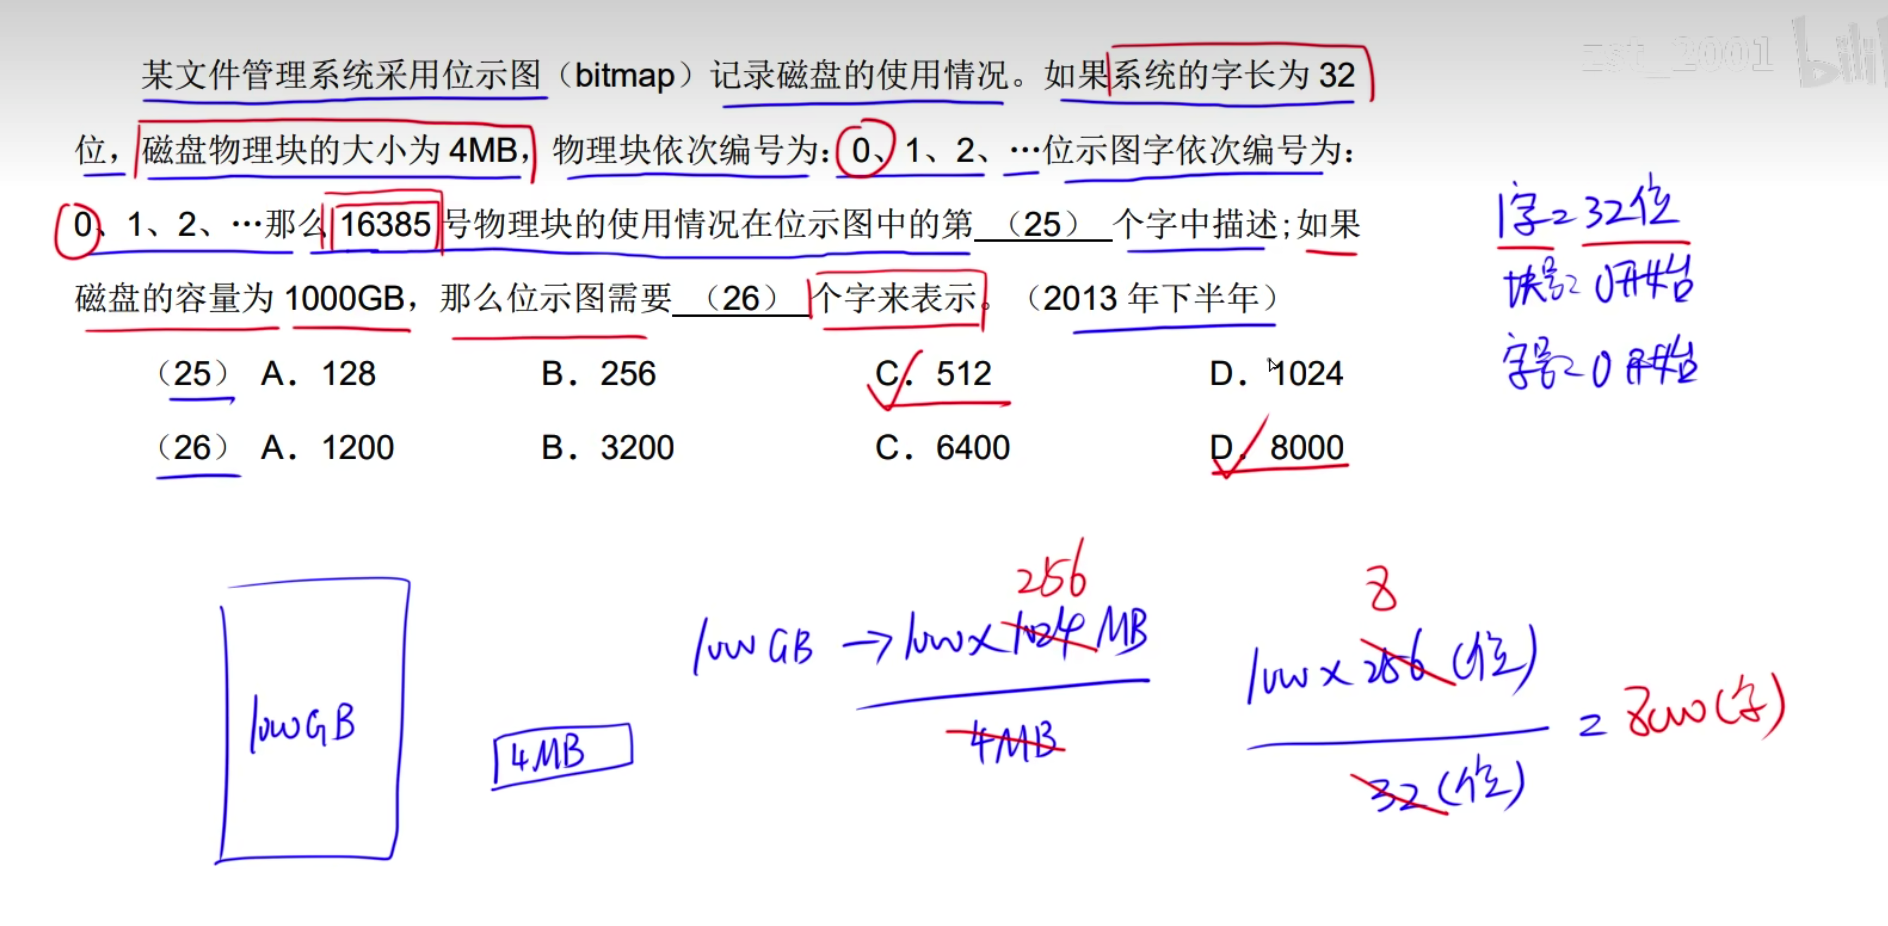 zst_2001 bili
某文件管理系统采用位示图（bitmap）记录磁盘的使用情况。如果系统的字长为 32
位，磁盘物理块的大小为 4MB，物理块依次编号为：0、1、2、…位示图字依次编号为：
0、1、2、…那么 16385 号物理块的使用情况在位示图中的第 （25） 个字中描述；如果
磁盘的容量为 1000GB，那么位示图需要 （26） 个字来表示。（2013 年下半年）
（25） A．128 B．256 C．512 D．1024
（26） A．1200 B．3200 C．6400 D．8000
1字=32位
块号=0开始
字号=0开始
1000GB
4MB
256
1000GB → 1000×1024MB
4MB
8
1000×256(位)
32(位)
= 8000(字)